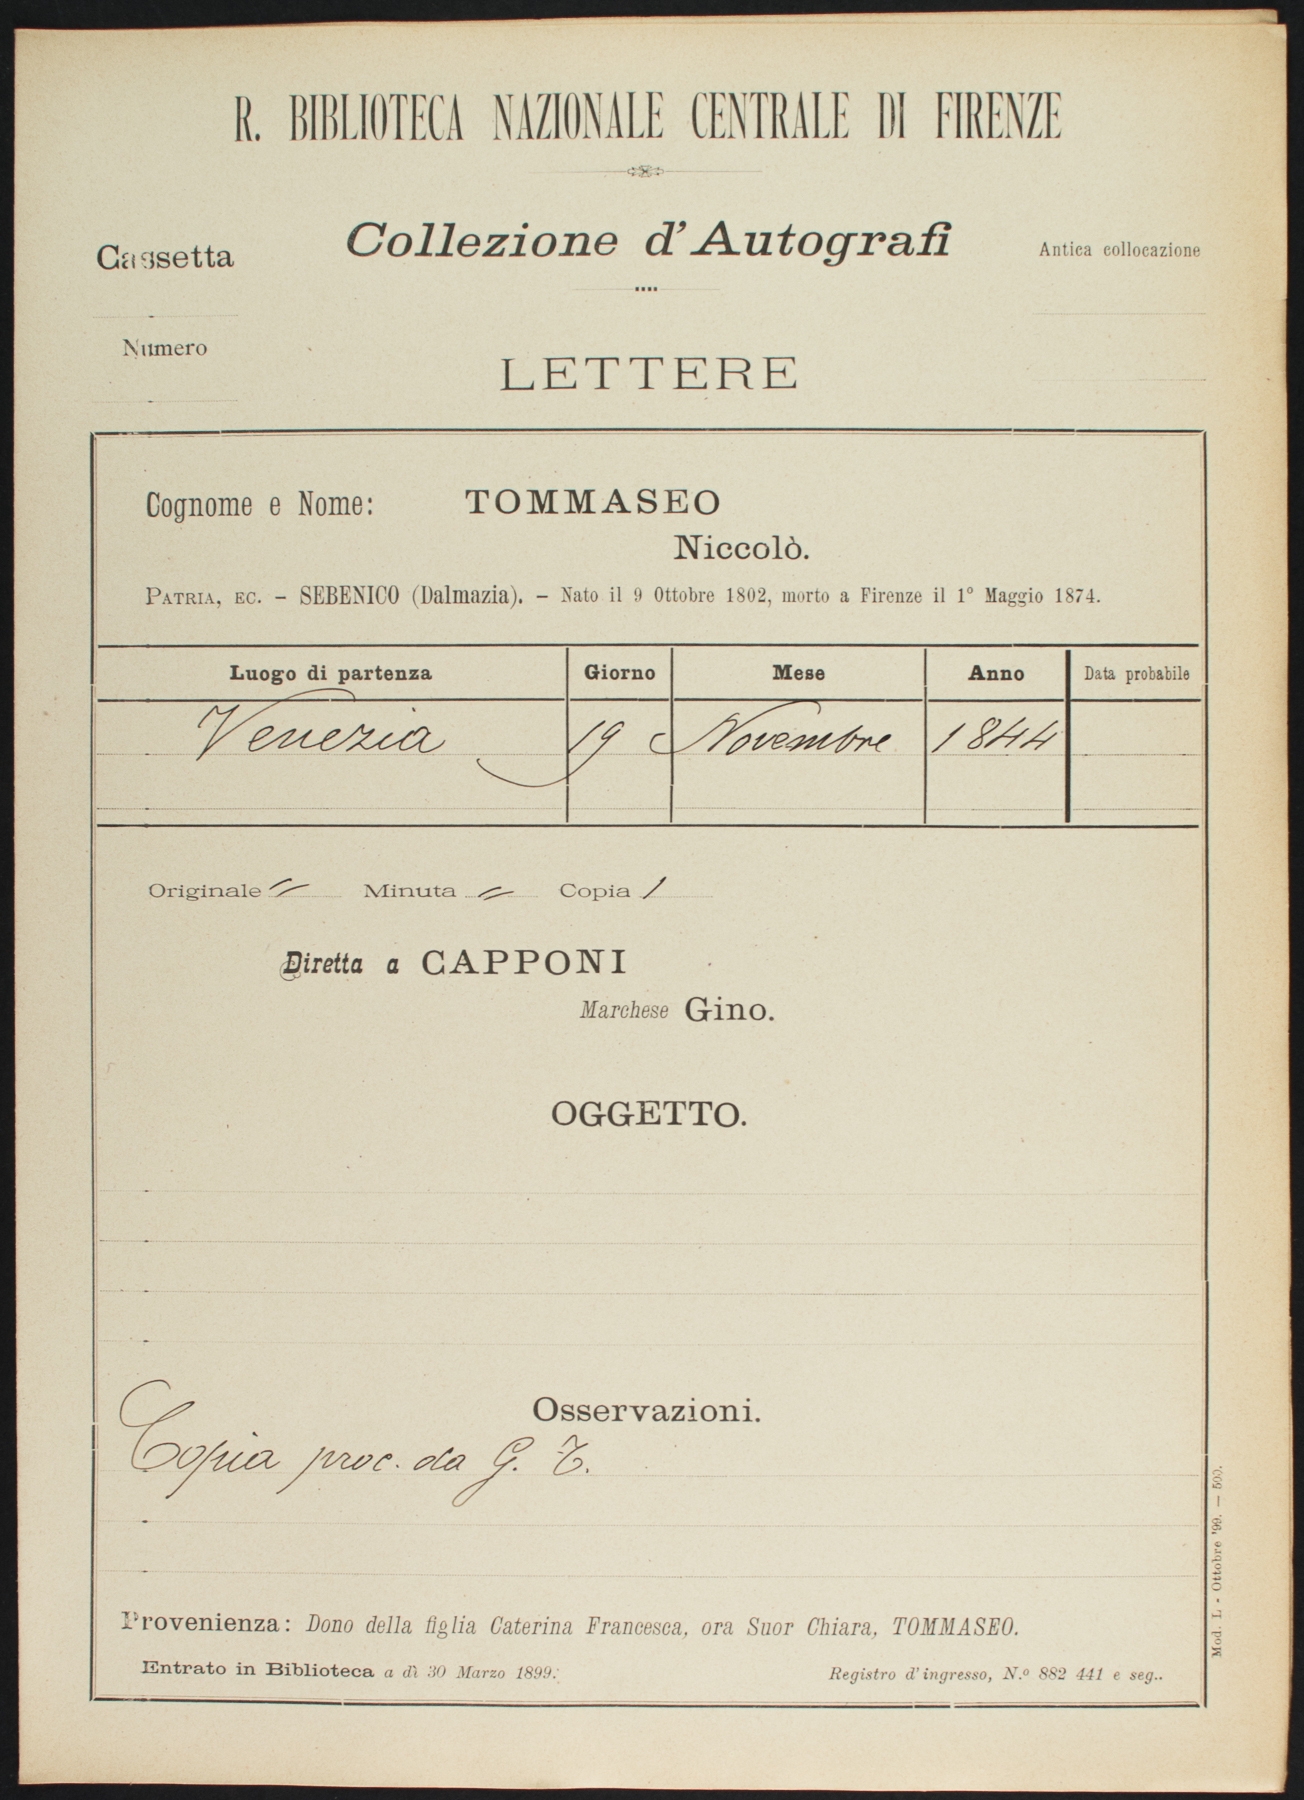 R. BIBLIOTECA NAZIONALE CENTRALE DI FIRENZE
Collezione d'Autografi
Cassetta
Antica collocazione
Numero
LETTERE
Cognome e Nome: TOMMASEO
Niccolò.
PATRIA, EC. – SEBENICO (Dalmazia). – Nato il 9 Ottobre 1802, morto a Firenze il 1° Maggio 1874.
Luogo di partenza Giorno Mese Anno Data probabile
Venezia 19 Novembre 1844
Originale〃 Minuta 〃 Copia 1
Diretta a CAPPONI
Marchese Gino.
OGGETTO.
Osservazioni.
Copia proc. da G. T.
Provenienza: Dono della figlia Caterina Francesca, ora Suor Chiara, TOMMASEO.
Entrato in Biblioteca a dì 30 Marzo 1899.
Registro d'ingresso, N.º 882 441 e seg..
Mod. L - Ottobre '99. — 500.